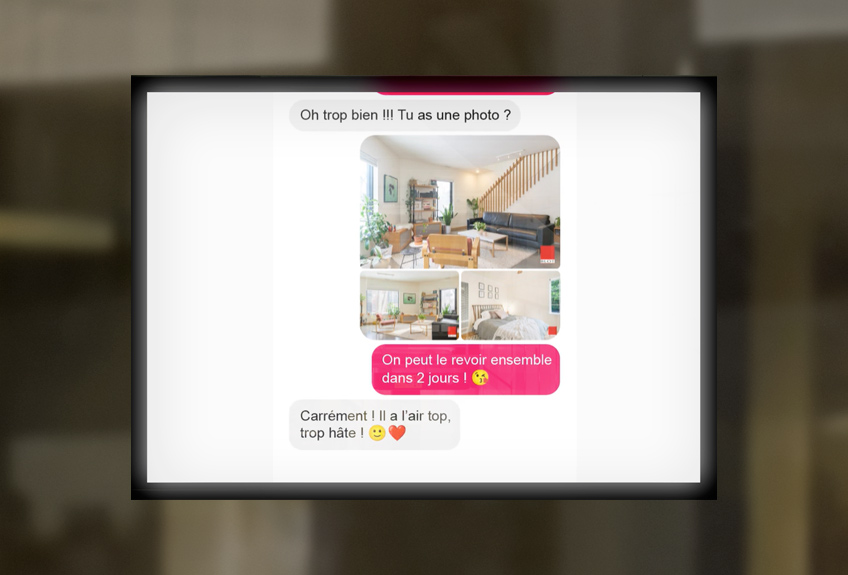 Oh trop bien !!! Tu as une photo ?
On peut le revoir ensemble
dans 2 jours ! 😘
Carrément ! Il a l'air top,
trop hâte ! 🙂❤️